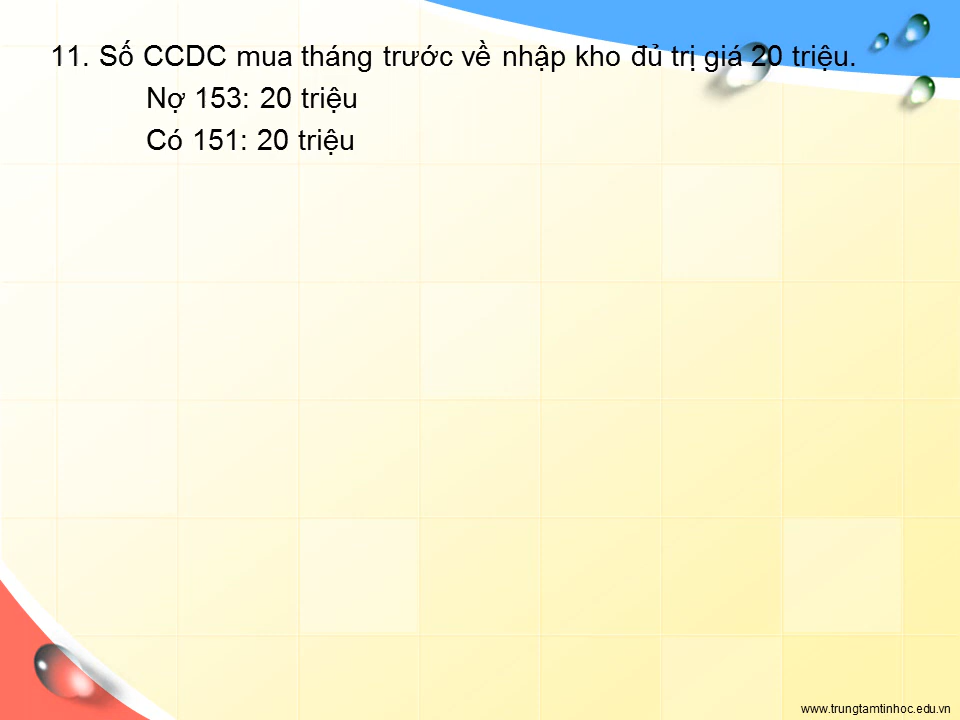 11. Số CCDC mua tháng trước về nhập kho đủ trị giá 20 triệu.
Nợ 153: 20 triệu
Có 151: 20 triệu
www.trungtamtinhoc.edu.vn